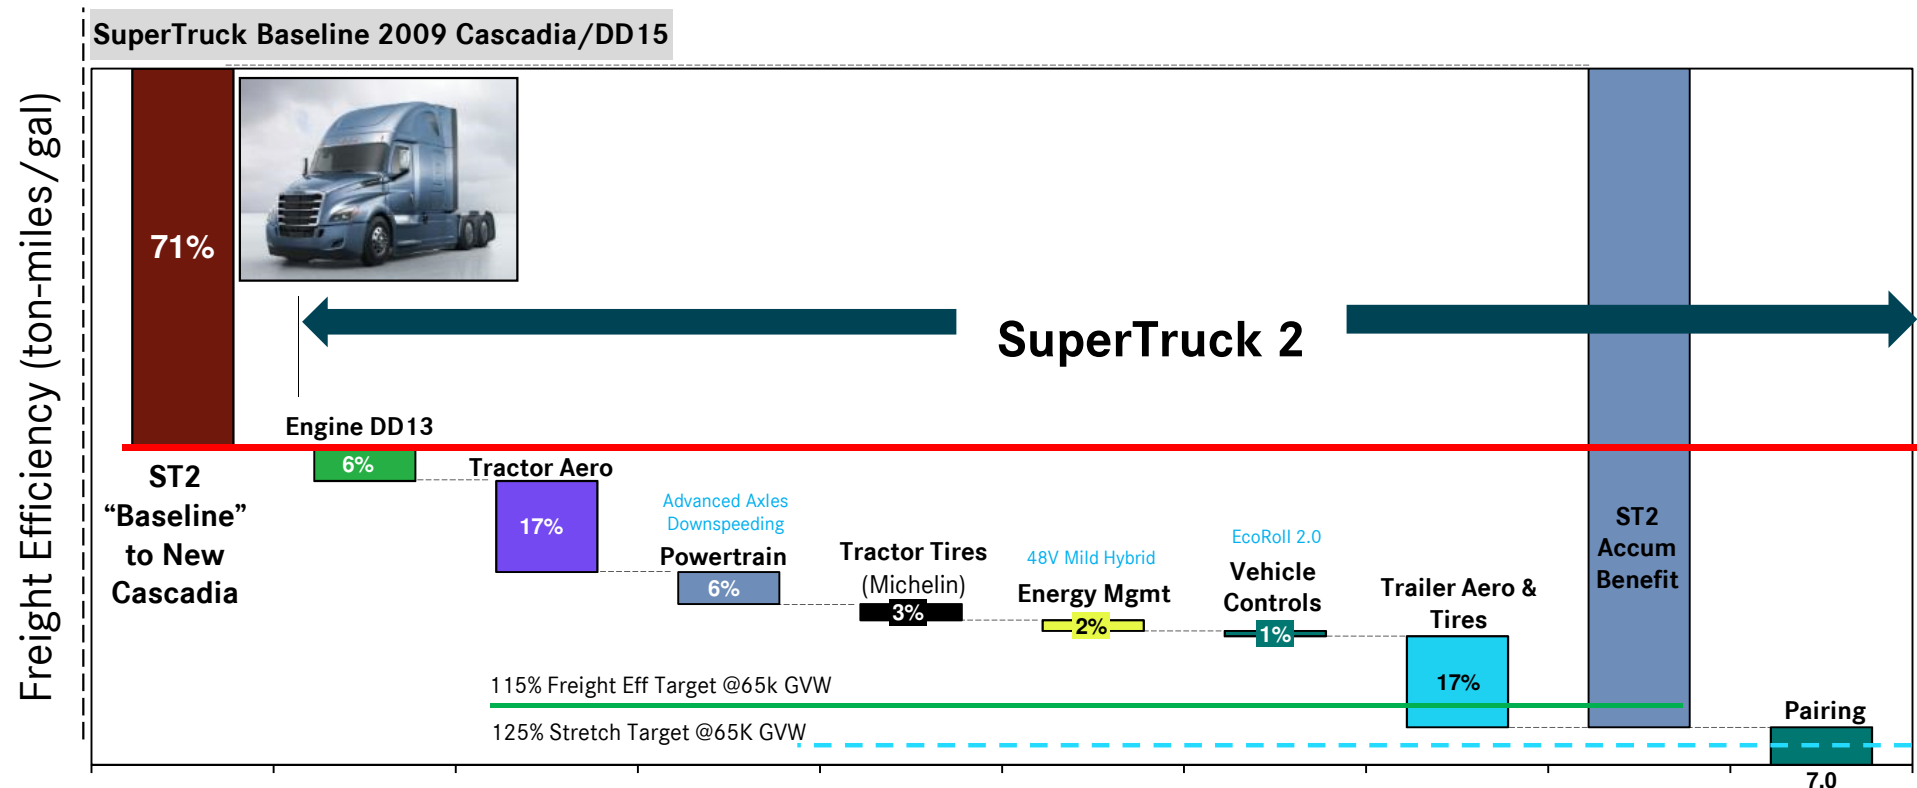 SuperTruck Baseline 2009 Cascadia/DD15
Freight Efficiency (ton-miles/gal)
71%
SuperTruck 2
ST2
“Baseline”
to New
Cascadia
Engine DD13
6%
Tractor Aero
17%
Advanced Axles
Downspeeding
Powertrain
6%
Tractor Tires
(Michelin)
3%
48V Mild Hybrid
Energy Mgmt
2%
EcoRoll 2.0
Vehicle
Controls
1%
Trailer Aero &
Tires
17%
ST2
Accum
Benefit
115% Freight Eff Target @65k GVW
125% Stretch Target @65K GVW
Pairing
7.0